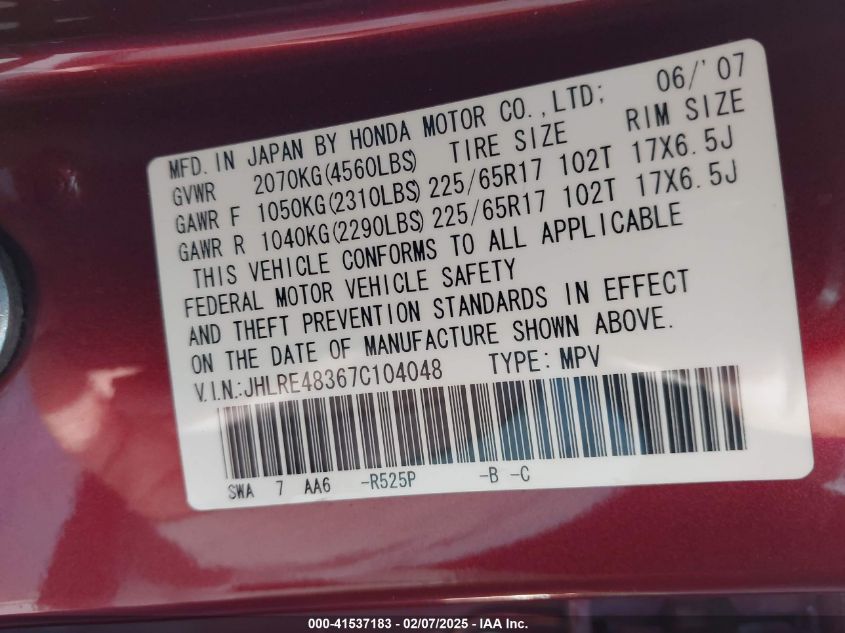 MFD. IN JAPAN BY HONDA MOTOR CO.,LTD; 06/'07
GVWR 2070KG(4560LBS) TIRE SIZE RIM SIZE
GAWR F 1050KG(2310LBS) 225/65R17 102T 17X6.5J
GAWR R 1040KG(2290LBS) 225/65R17 102T 17X6.5J
THIS VEHICLE CONFORMS TO ALL APPLICABLE
FEDERAL MOTOR VEHICLE SAFETY
AND THEFT PREVENTION STANDARDS IN EFFECT
ON THE DATE OF MANUFACTURE SHOWN ABOVE.
V.I.N.:JHLRE48367C104048 TYPE: MPV
SWA 7 AA6 -R525P -B -C
000-41537183 - 02/07/2025 - IAA Inc.